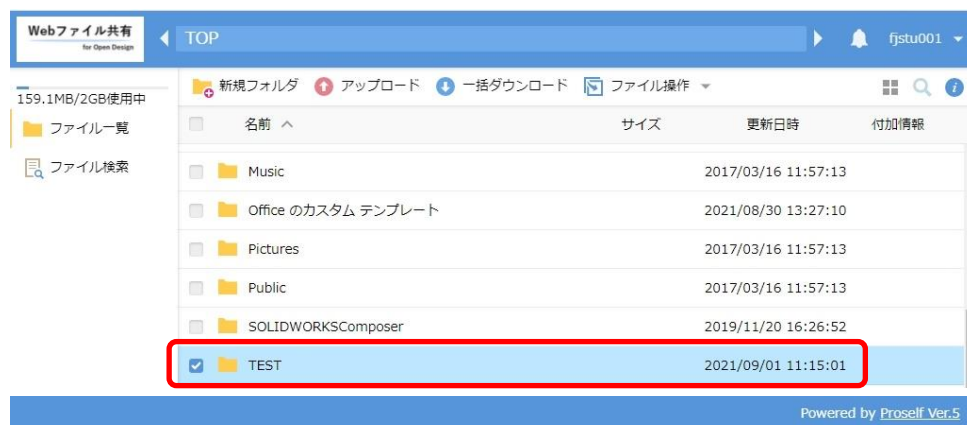 Webファイル共有
for Open Design
TOP
fjstu001
159.1MB/2GB使用中
ファイル一覧
ファイル検索
新規フォルダ アップロード 一括ダウンロード ファイル操作
名前 サイズ 更新日時 付加情報
Music 2017/03/16 11:57:13
Office のカスタム テンプレート 2021/08/30 13:27:10
Pictures 2017/03/16 11:57:13
Public 2017/03/16 11:57:13
SOLIDWORKSComposer 2019/11/20 16:26:52
TEST 2021/09/01 11:15:01
Powered by Proself Ver.5